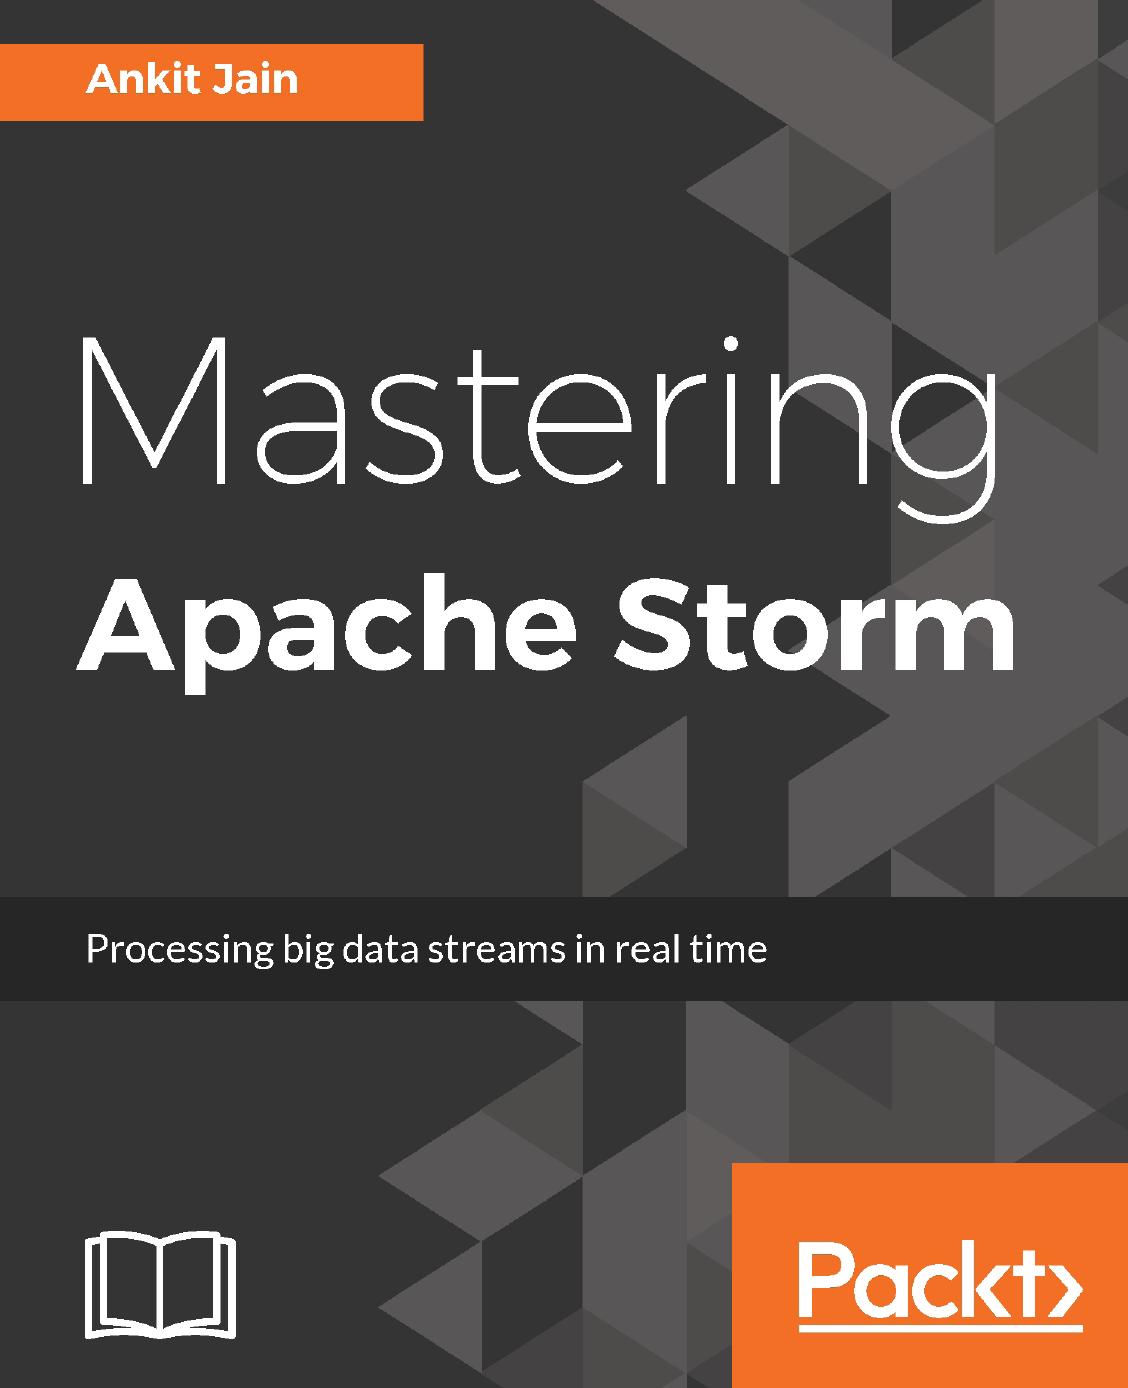 Ankit Jain
Mastering
Apache Storm
Processing big data streams in real time
Packt>